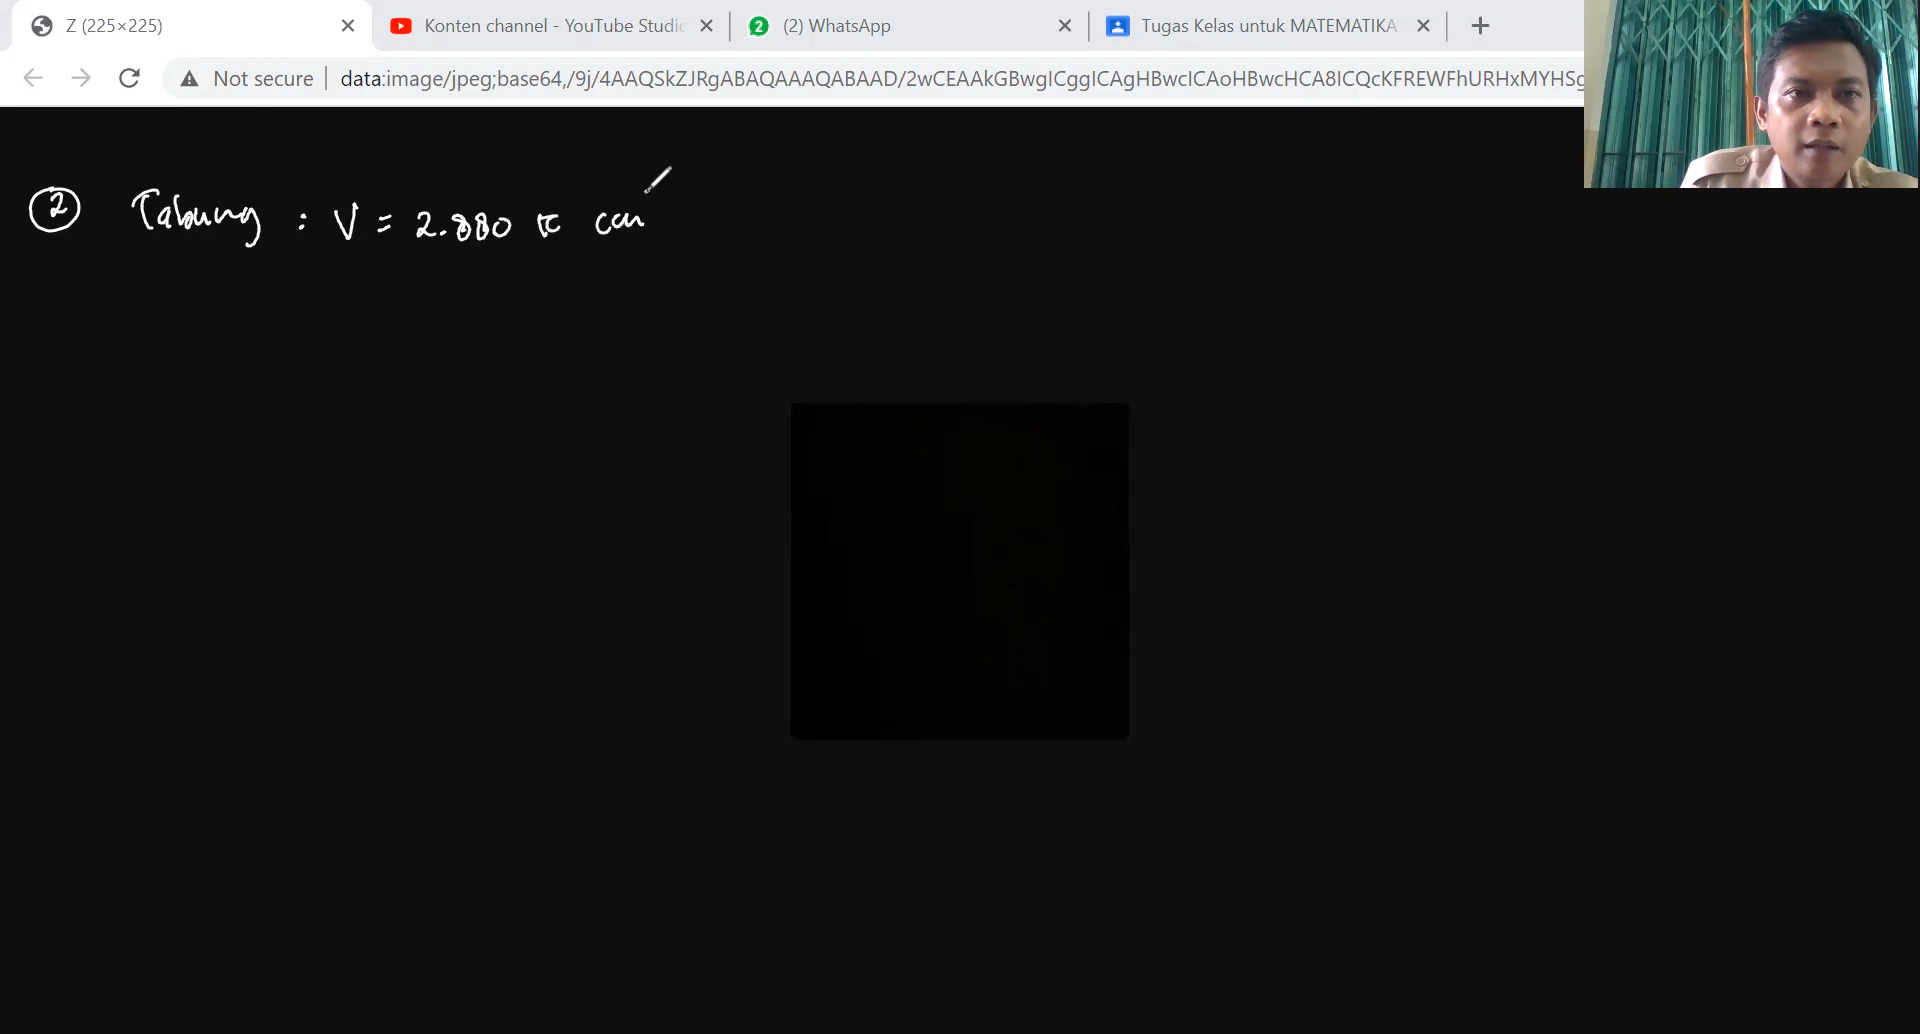 Z (225×225)
Konten channel - YouTube Studio
(2) WhatsApp
Tugas Kelas untuk MATEMATIKA
Not secure
data:image/jpeg;base64,/9j/4AAQSkZJRgABAQAAAQABAAD/2wCEAAkGBwgICggICAgHBwcICAoHBwcHCA8ICQcKFREWFhURHxMYHSg
2 Tabung : V = 2.880 π cm